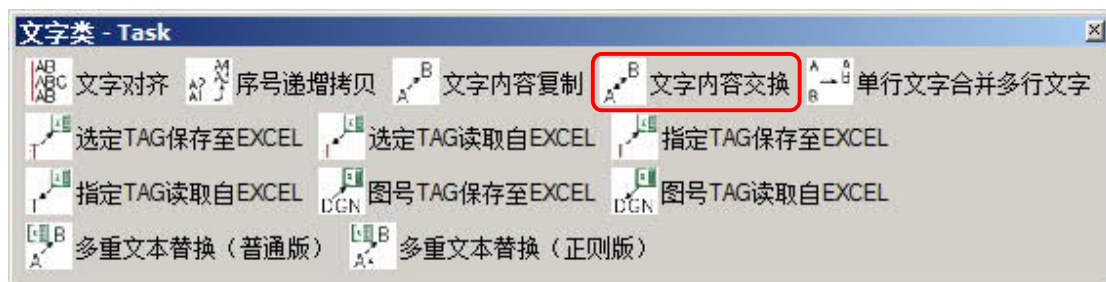 文字类 - Task
文字对齐 序号递增拷贝 文字内容复制 文字内容交换 单行文字合并多行文字
选定TAG保存至EXCEL 选定TAG读取自EXCEL 指定TAG保存至EXCEL
指定TAG读取自EXCEL DGN 图号TAG保存至EXCEL DGN 图号TAG读取自EXCEL
多重文本替换（普通版） 多重文本替换（正则版）